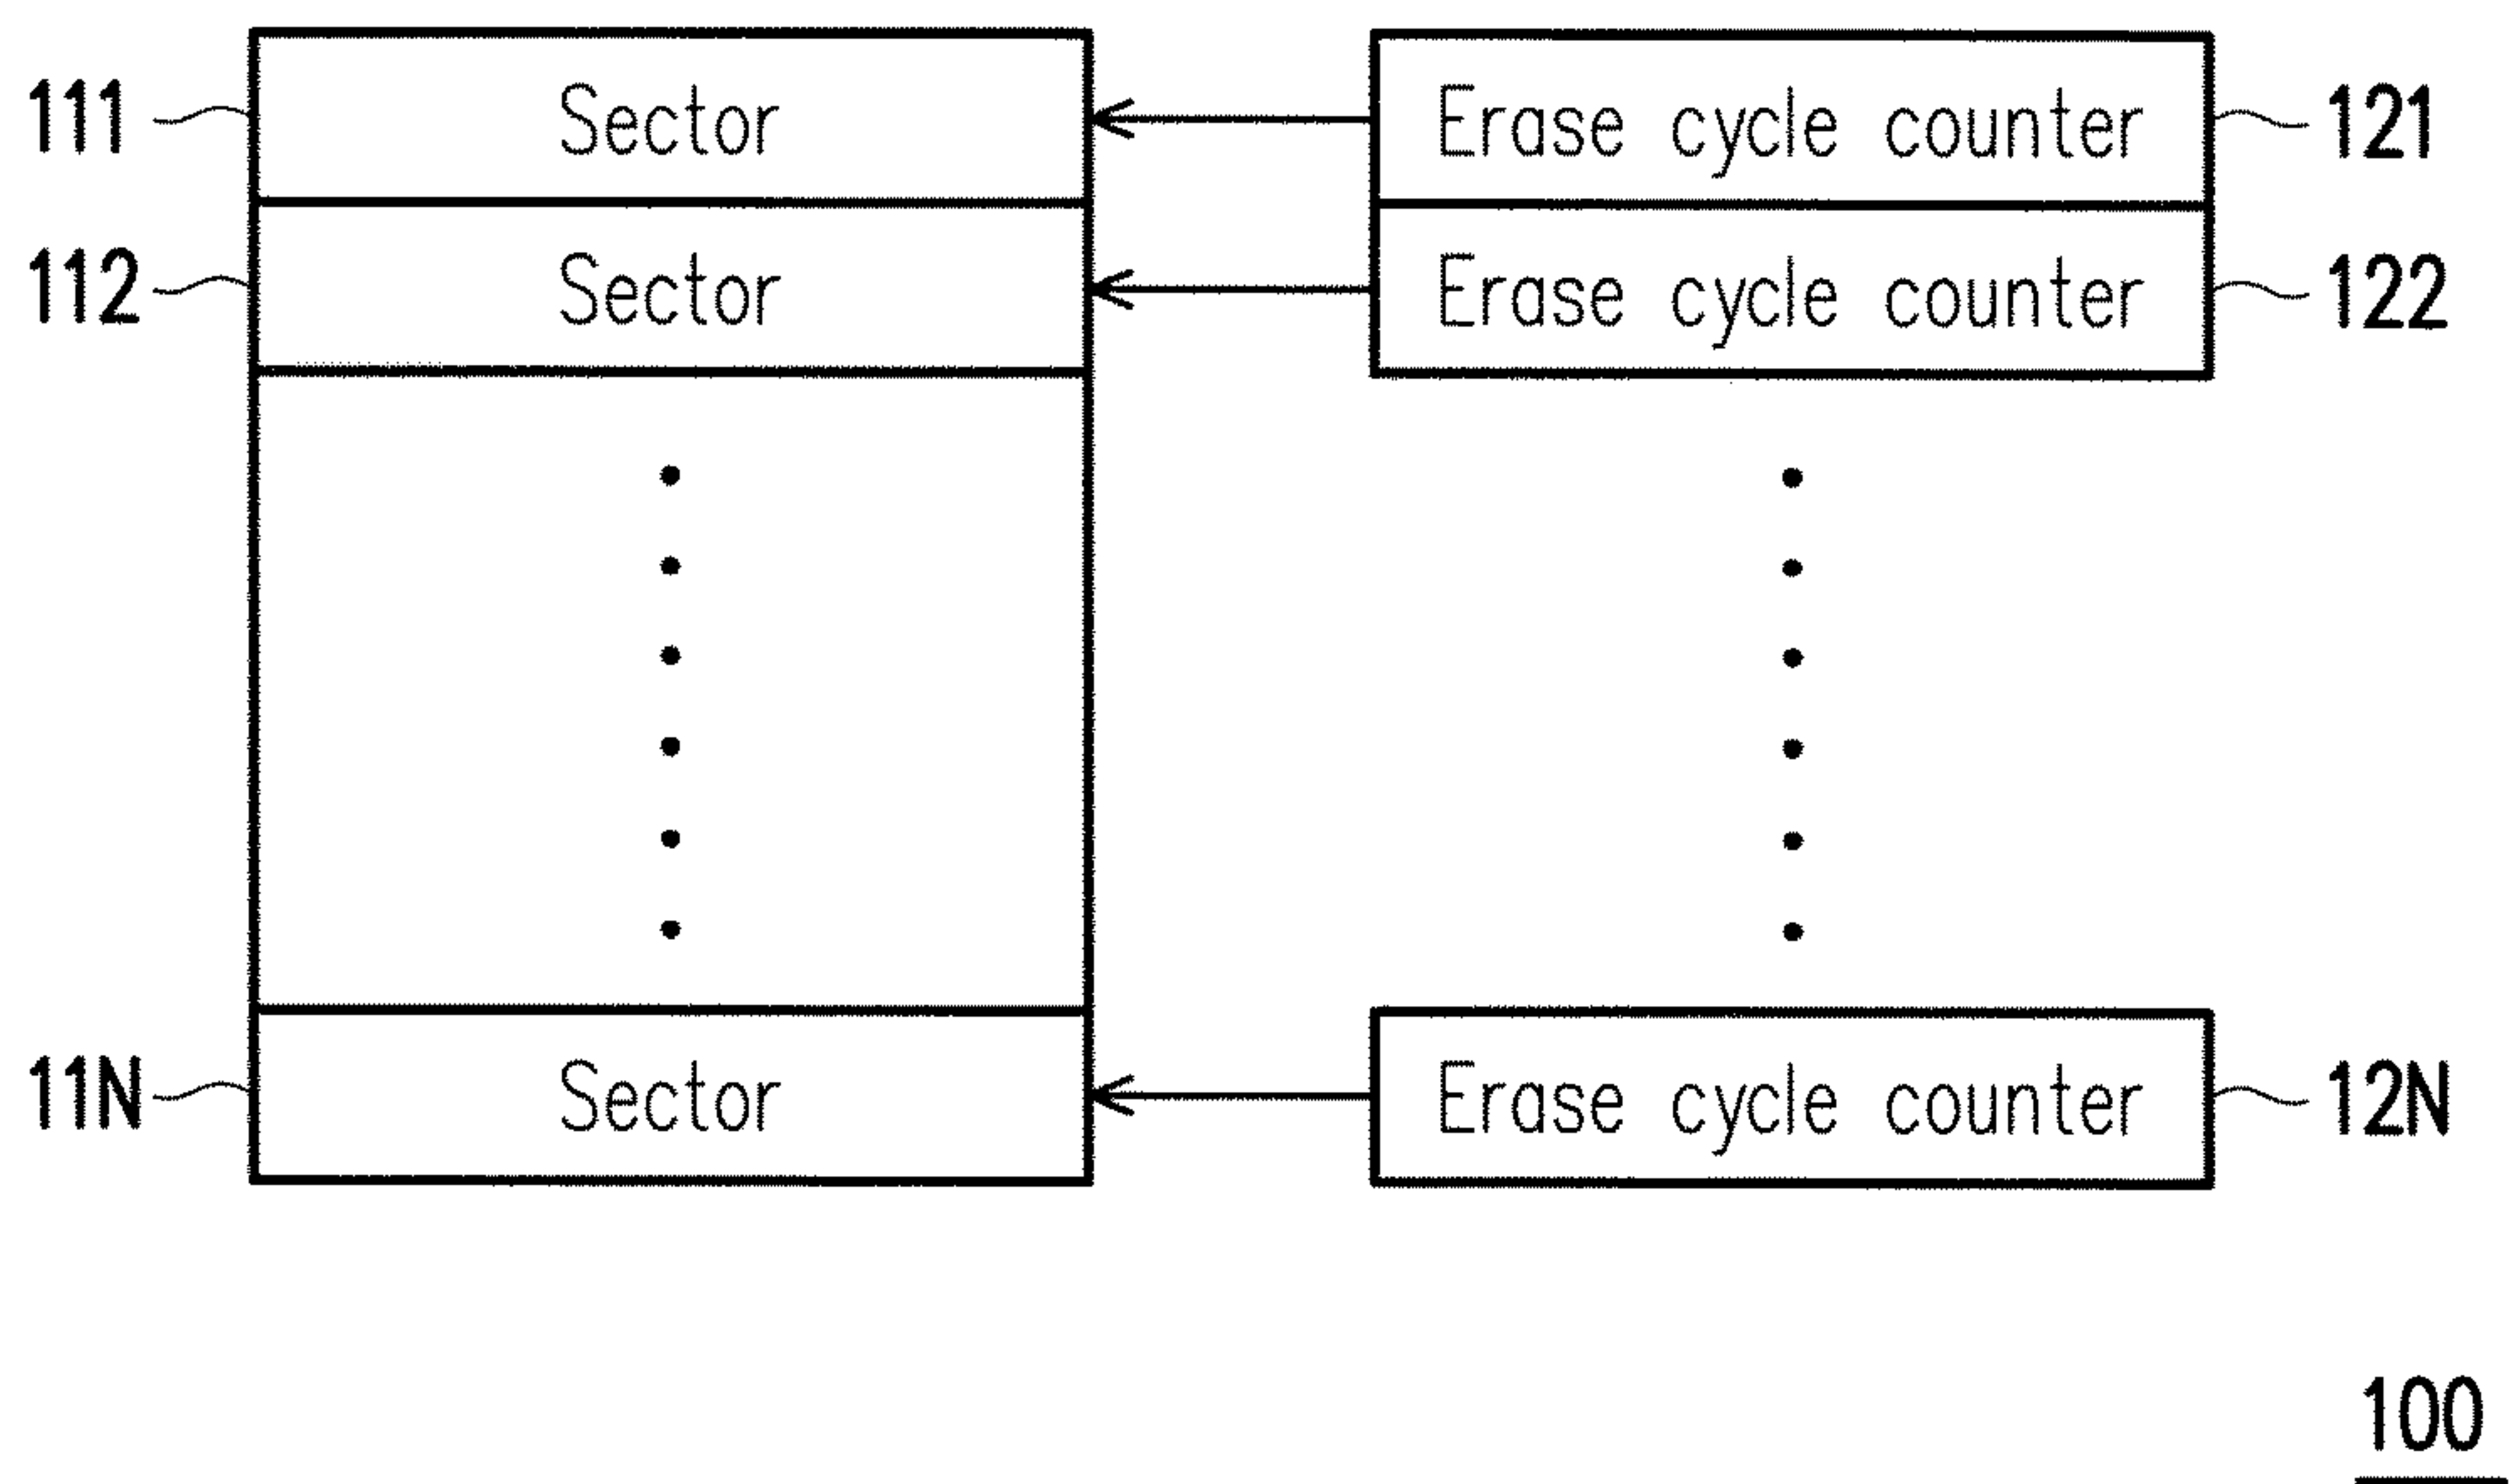 111 Sector Erase cycle counter 121
112 Sector Erase cycle counter 122
11N Sector Erase cycle counter 12N
100